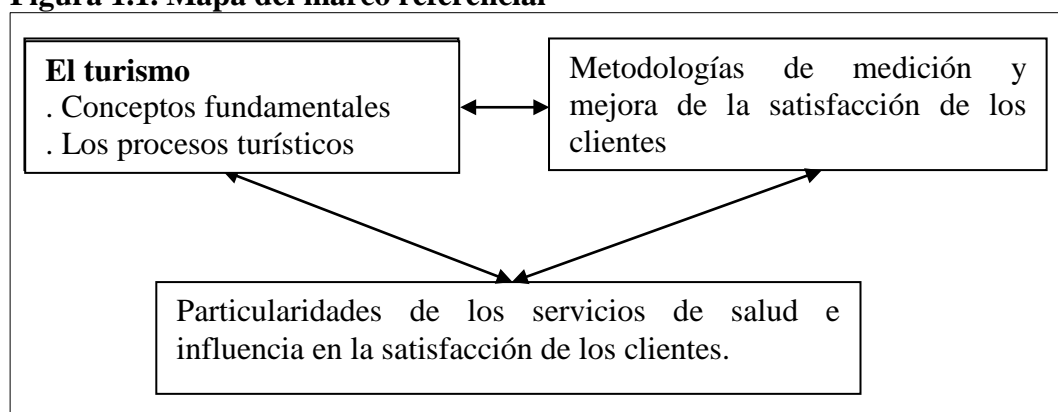 Figura 1.1. Mapa del marco referencial
El turismo
. Conceptos fundamentales
. Los procesos turísticos
Metodologías de medición y
mejora de la satisfacción de los
clientes
Particularidades de los servicios de salud e
influencia en la satisfacción de los clientes.